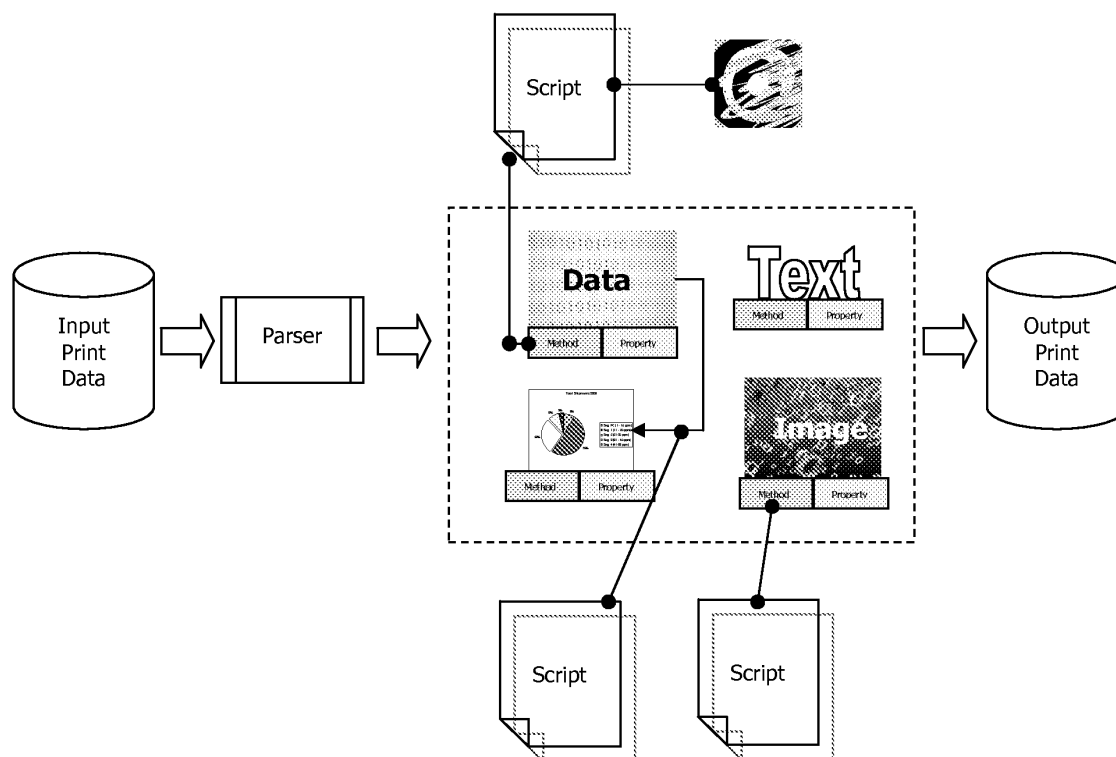 Script
Data
Method
Property
Text
Method
Property
Input
Print
Data
Parser
Output
Print
Data
Method
Property
Image
Method
Property
Script
Script